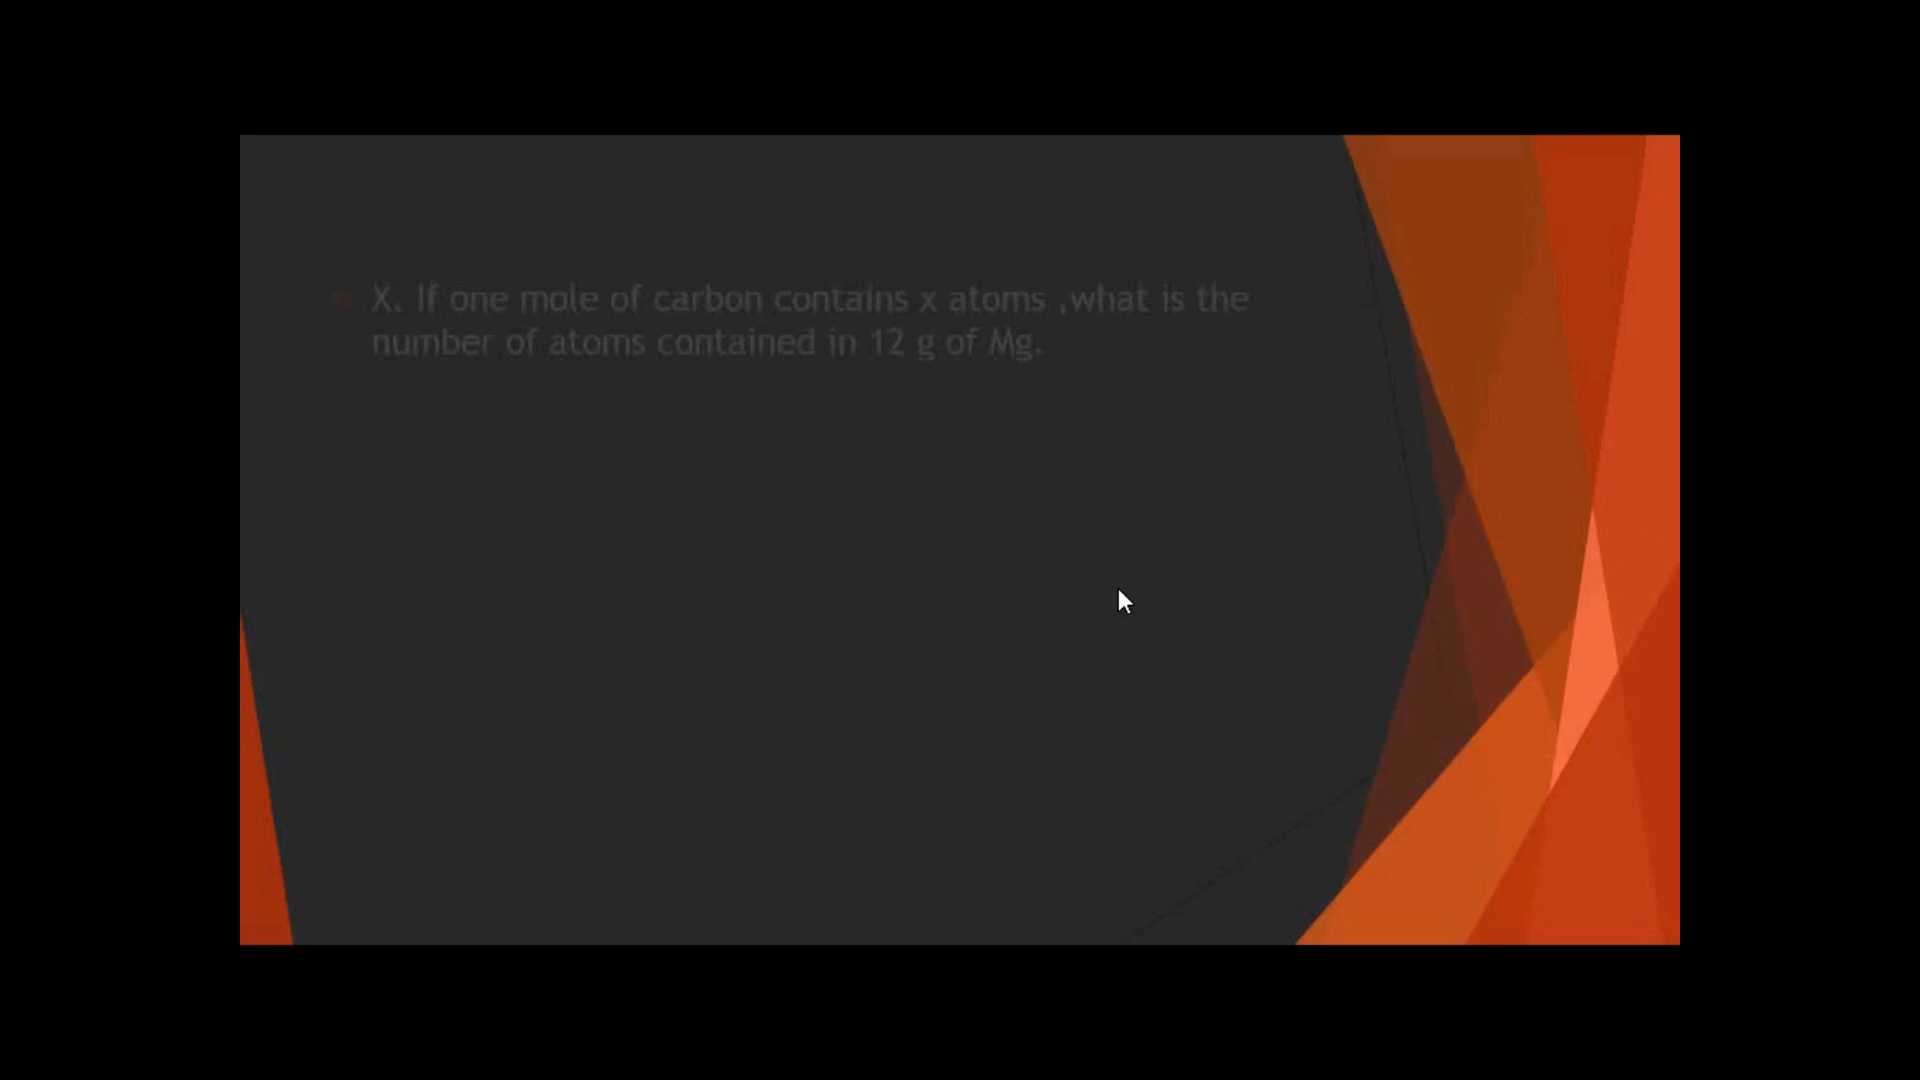 X. If one mole of carbon contains x atoms ,what is the
number of atoms contained in 12 g of Mg.